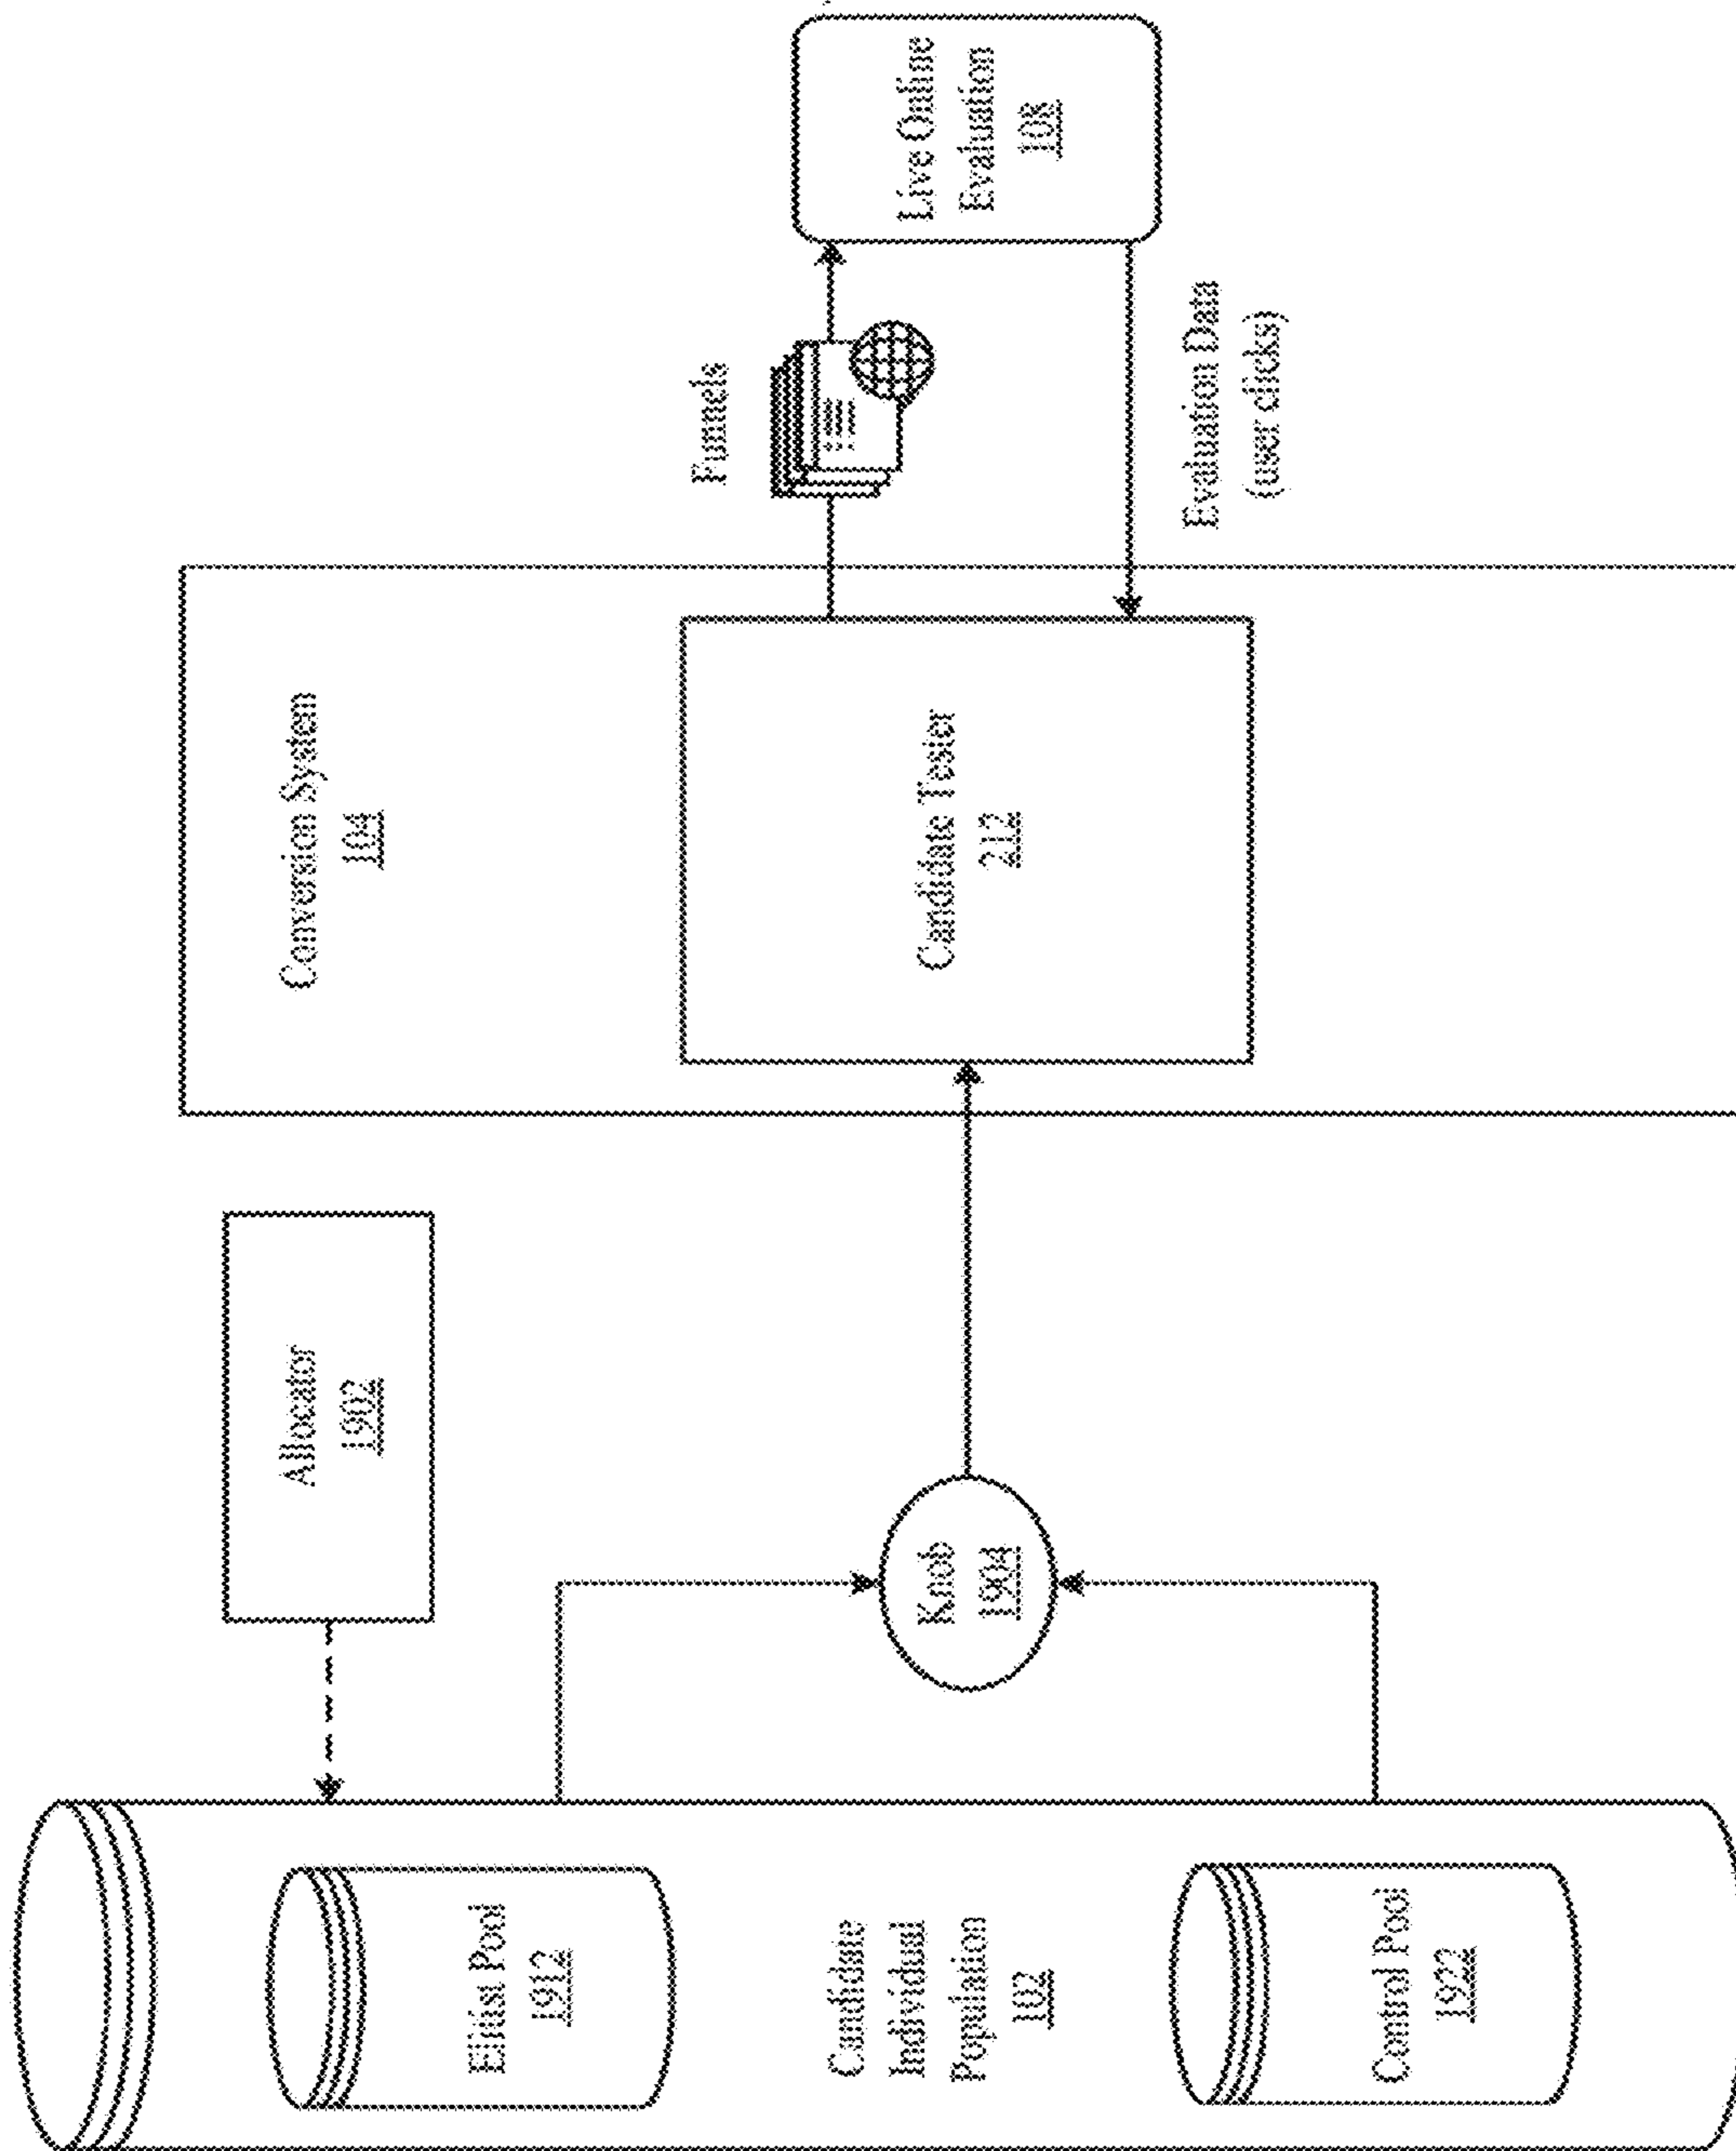 Elitist Pool
1912
Candidate
Individual
Population
102
Control Pool
1922
Allocator
1902
Knob
1904
Conversion System
104
Candidate Tester
212
Funnels
Evaluation Data
(user clicks)
Live Online
Evaluation
108